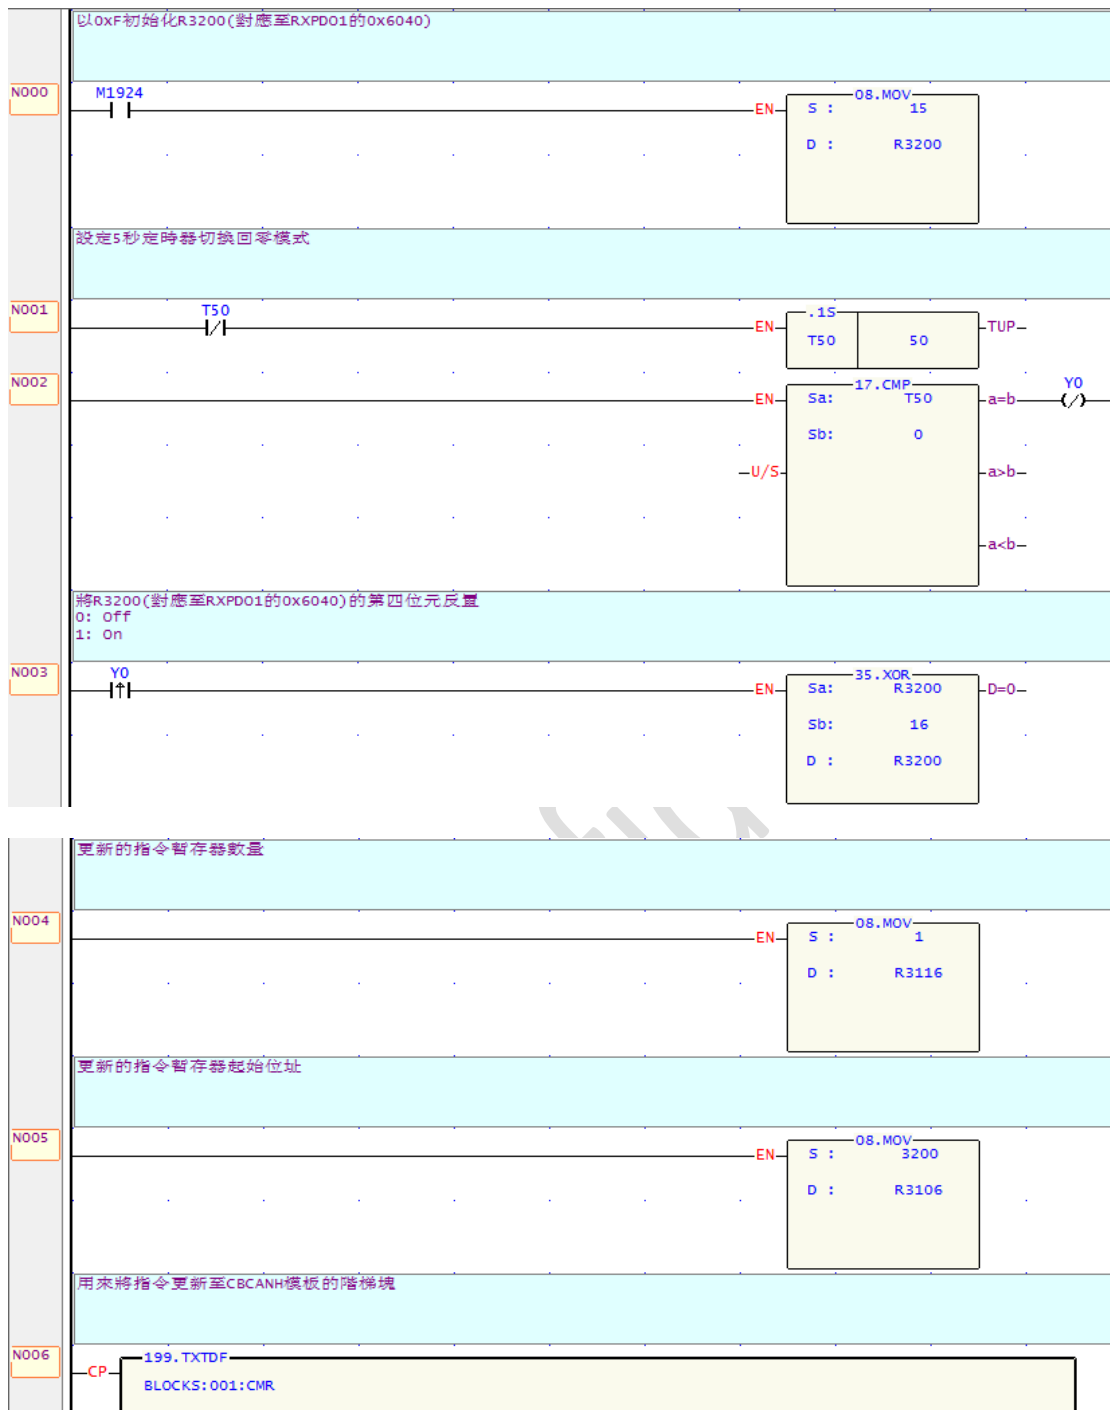 以0xF初始化R3200(對應至RXPDO1的0x6040)
N000
M1924
08.MOV
EN
S : 15
D : R3200
設定5秒定時器切換回零模式
N001
T50
.1S
EN
T50 50
TUP
N002
17.CMP
EN
Sa: T50
a=b
Y0
Sb: 0
U/S
a>b
a<b
將R3200(對應至RXPDO1的0x6040)的第四位元反置
0: Off
1: On
N003
Y0
35.XOR
EN
Sa: R3200
D=0
Sb: 16
D : R3200
更新的指令暫存器數量
N004
08.MOV
EN
S : 1
D : R3116
更新的指令暫存器起始位址
N005
08.MOV
EN
S : 3200
D : R3106
用來將指令更新至CBCANH模板的階梯塊
N006
199.TXTDF
CP
BLOCKS:001:CMR